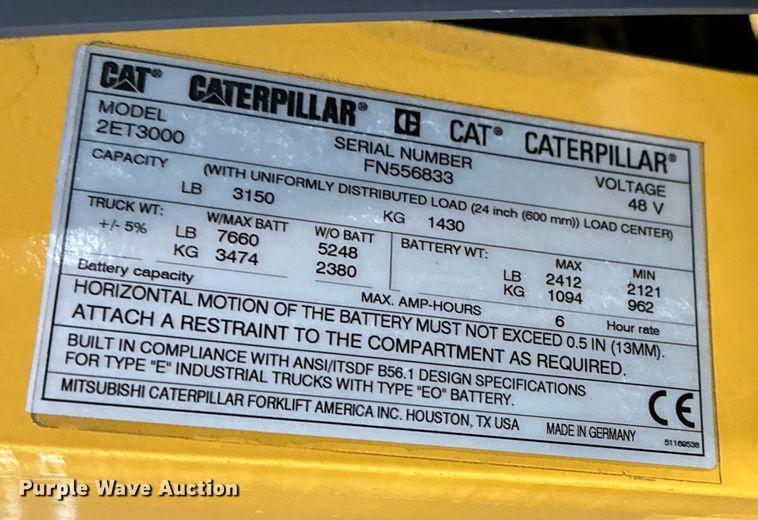 CAT® CATERPILLAR® CAT® CATERPILLAR®
MODEL SERIAL NUMBER VOLTAGE
2ET3000 FN556833 48 V
CAPACITY (WITH UNIFORMLY DISTRIBUTED LOAD (24 inch (600 mm)) LOAD CENTER)
LB 3150 KG 1430
TRUCK WT: W/MAX BATT W/O BATT BATTERY WT: MAX MIN
+/- 5% LB 7660 5248 LB 2412 2121
KG 3474 2380 KG 1094 962
Battery capacity MAX. AMP-HOURS 6 Hour rate
HORIZONTAL MOTION OF THE BATTERY MUST NOT EXCEED 0.5 IN (13MM).
ATTACH A RESTRAINT TO THE COMPARTMENT AS REQUIRED.
BUILT IN COMPLIANCE WITH ANSI/ITSDF B56.1 DESIGN SPECIFICATIONS
FOR TYPE "E" INDUSTRIAL TRUCKS WITH TYPE "EO" BATTERY.
CE
MITSUBISHI CATERPILLAR FORKLIFT AMERICA INC. HOUSTON, TX USA MADE IN GERMANY 51169538
Purple Wave Auction